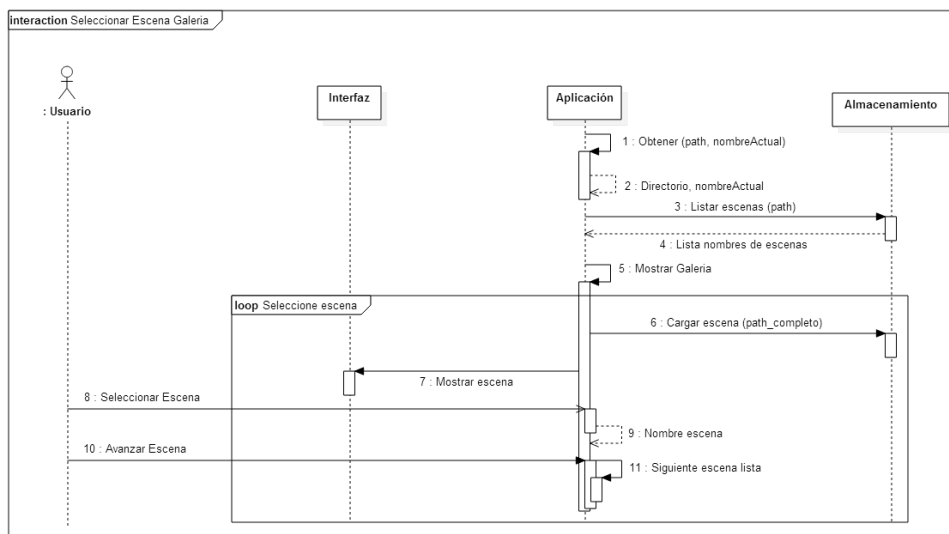 interaction Seleccionar Escena Galeria
: Usuario
Interfaz
Aplicación
Almacenamiento
1 : Obtener (path, nombreActual)
2 : Directorio, nombreActual
3 : Listar escenas (path)
4 : Lista nombres de escenas
5 : Mostrar Galeria
loop Seleccione escena
6 : Cargar escena (path_completo)
7 : Mostrar escena
8 : Seleccionar Escena
9 : Nombre escena
10 : Avanzar Escena
11 : Siguiente escena lista